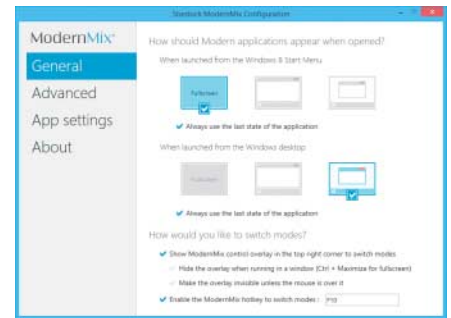 Stardock ModernMix Configuration
ModernMix
How should Modern applications appear when opened?
General
When launched from the Windows 8 Start Menu
Advanced
Fullscreen
App settings
Always use the last state of the application
About
When launched from the Windows desktop
Fullscreen
Always use the last state of the application
How would you like to switch modes?
Show ModernMix control overlay in the top right corner to switch modes
Hide the overlay when running in a window (Ctrl + Maximize for fullscreen)
Make the overlay invisible unless the mouse is over it
Enable the ModernMix hotkey to switch modes : F10